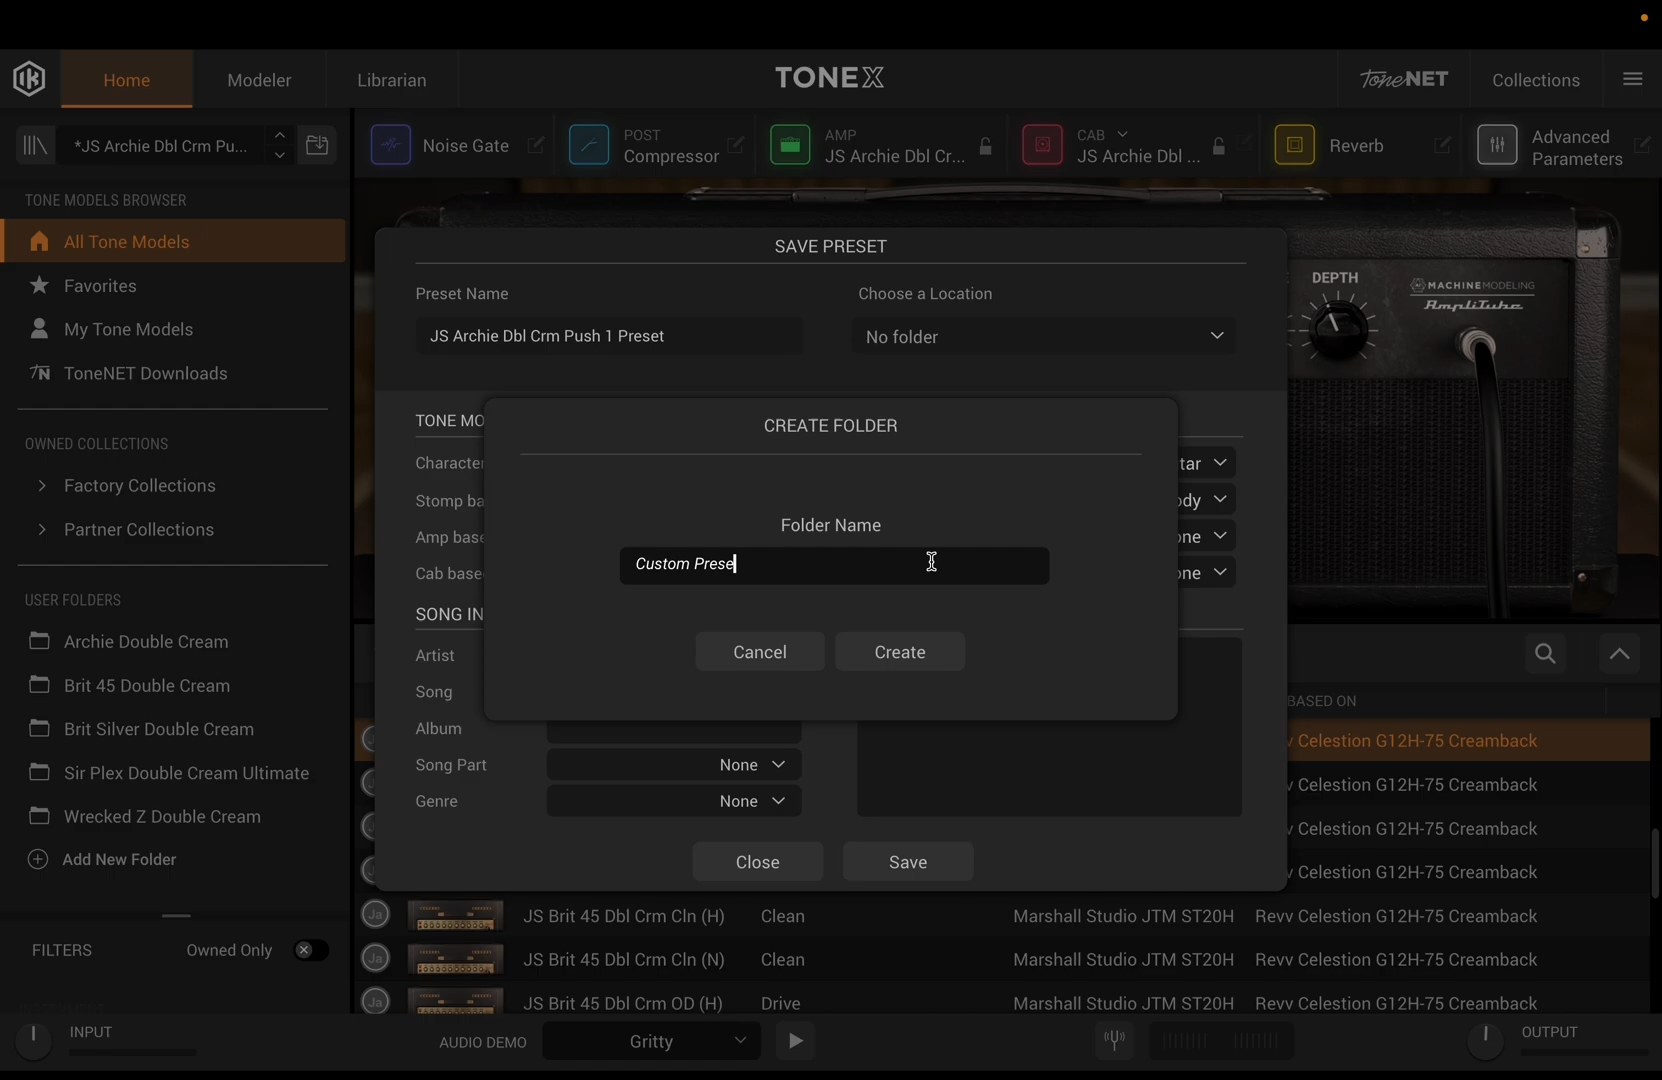 Home
Modeler
Librarian
TONEX
ToneNET
Collections
*JS Archie Dbl Crm Pu...
Noise Gate
POST
Compressor
AMP
JS Archie Dbl Cr...
CAB
JS Archie Dbl ...
Reverb
Advanced
Parameters
TONE MODELS BROWSER
All Tone Models
Favorites
My Tone Models
ToneNET Downloads
OWNED COLLECTIONS
Factory Collections
Partner Collections
USER FOLDERS
Archie Double Cream
Brit 45 Double Cream
Brit Silver Double Cream
Sir Plex Double Cream Ultimate
Wrecked Z Double Cream
Add New Folder
FILTERS
Owned Only
DEPTH
MACHINEMODELING
AmpliTube
SAVE PRESET
Preset Name
Choose a Location
JS Archie Dbl Crm Push 1 Preset
No folder
TONE MO
Character
tar
Stomp ba
ody
Amp base
one
Cab base
one
SONG IN
Artist
Song
Album
Song Part
None
Genre
None
Close
Save
CREATE FOLDER
Folder Name
Custom Prese
Cancel
Create
BASED ON
v Celestion G12H-75 Creamback
v Celestion G12H-75 Creamback
v Celestion G12H-75 Creamback
v Celestion G12H-75 Creamback
Ja
JS Brit 45 Dbl Crm Cln (H)
Clean
Marshall Studio JTM ST20H
Revv Celestion G12H-75 Creamback
Ja
JS Brit 45 Dbl Crm Cln (N)
Clean
Marshall Studio JTM ST20H
Revv Celestion G12H-75 Creamback
Ja
JS Brit 45 Dbl Crm OD (H)
Drive
Marshall Studio JTM ST20H
Revv Celestion G12H-75 Creamback
INPUT
AUDIO DEMO
Gritty
OUTPUT